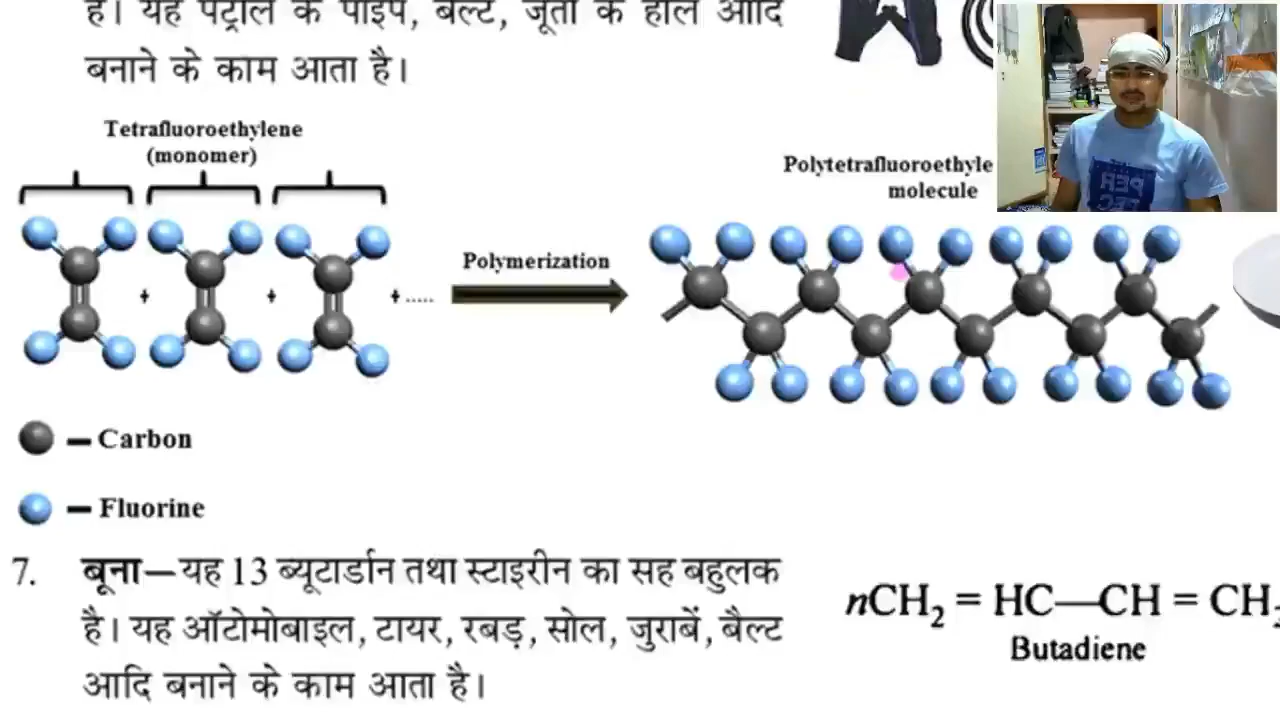 है। यह पेट्रोल के पाइप, बेल्ट, जूतों के हील आदि
बनाने के काम आता है।
Tetrafluoroethylene
(monomer)
Polytetrafluoroethyle
molecule
+ + + .....
Polymerization
— Carbon
— Fluorine
7. बूना—यह 13 ब्यूटार्डान तथा स्टाइरीन का सह बहुलक
है। यह ऑटोमोबाइल, टायर, रबड़, सोल, जुराबें, बैल्ट
आदि बनाने के काम आता है।
nCH₂ = HC—CH = CH₂
Butadiene